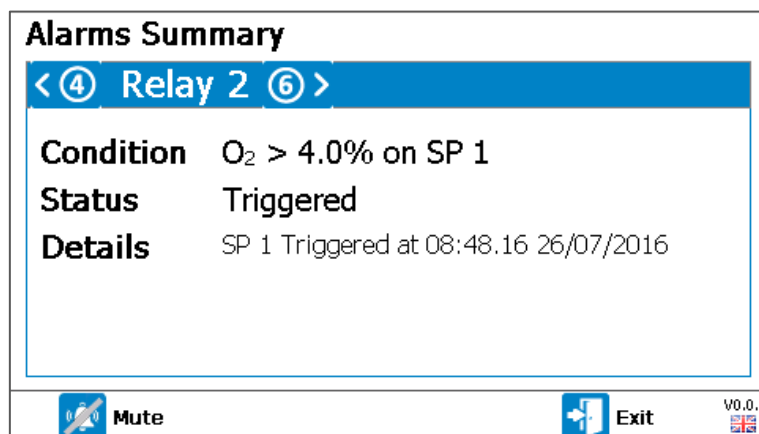 Alarms Summary
< ④ Relay 2 ⑥ >
Condition O₂ > 4.0% on SP 1
Status Triggered
Details SP 1 Triggered at 08:48.16 26/07/2016
Mute Exit V0.0.